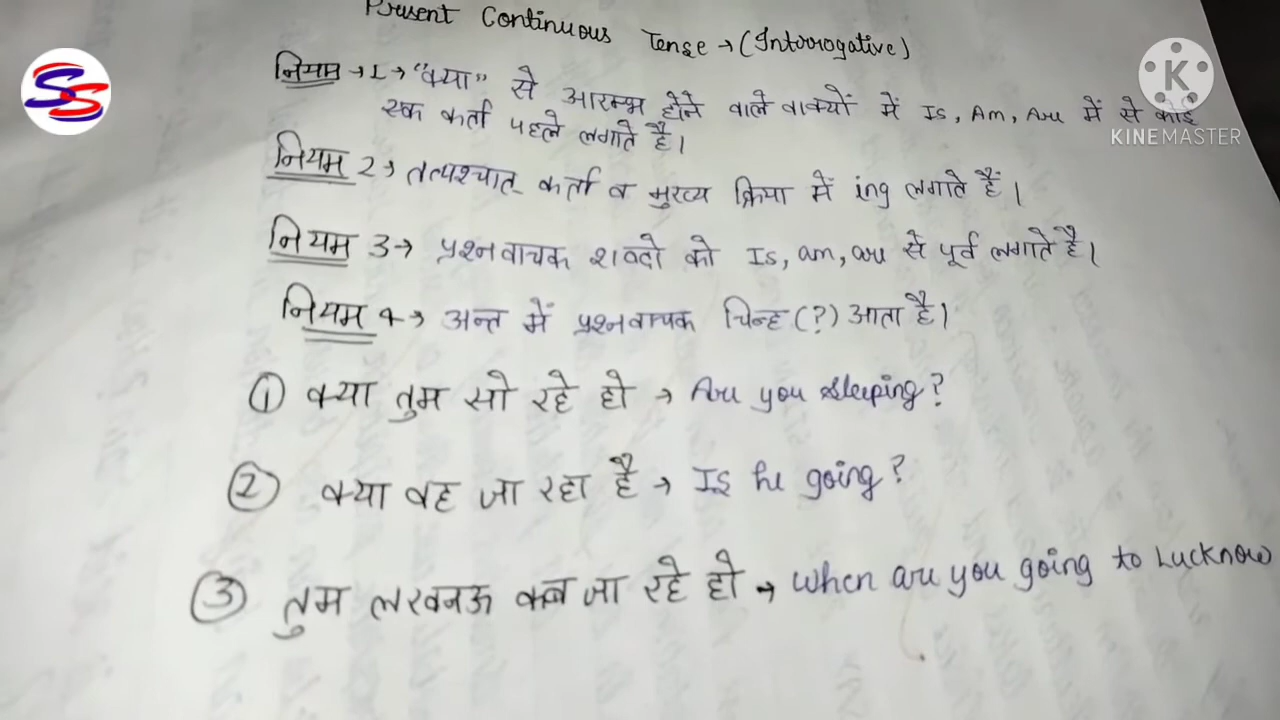 Present Continuous Tense → (Interrogative)
नियम → 1 → "क्या" से आरम्भ होने वाले वाक्यों में Is, Am, Are में से कोई
एक कर्ता पहले लगाते है।
नियम 2 → तत्पश्चात् कर्ता व मुख्य क्रिया में ing लगाते हैं।
नियम 3 → प्रश्नवाचक शब्दो को Is, am, are से पूर्व लगाते है।
नियम 4 → अन्त में प्रश्नवाचक चिन्ह (?) आता है।
① क्या तुम सो रहे हो → Are you sleeping?
② क्या वह जा रहा है → Is he going?
③ तुम लखनऊ कब जा रहे हो → When are you going to Lucknow
SS
K
KINEMASTER